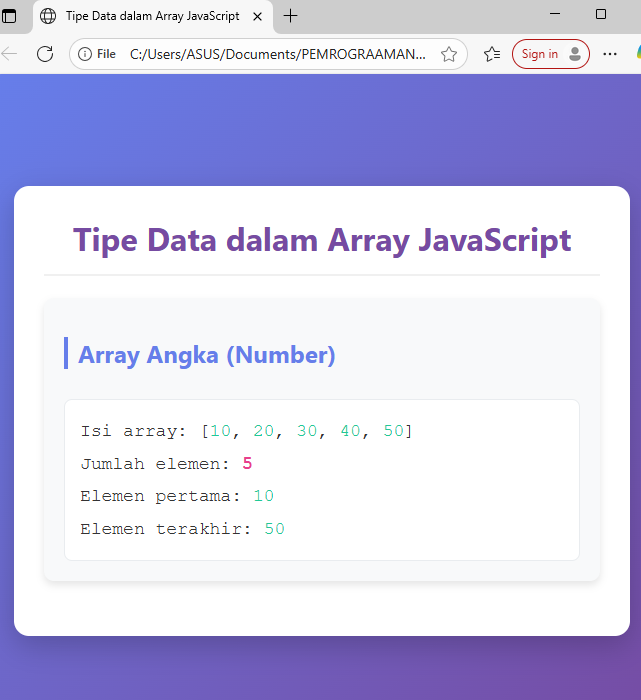 Tipe Data dalam Array JavaScript
File C:/Users/ASUS/Documents/PEMROGRAAMAN... Sign in
Tipe Data dalam Array JavaScript
Array Angka (Number)
Isi array: [10, 20, 30, 40, 50]
Jumlah elemen: 5
Elemen pertama: 10
Elemen terakhir: 50